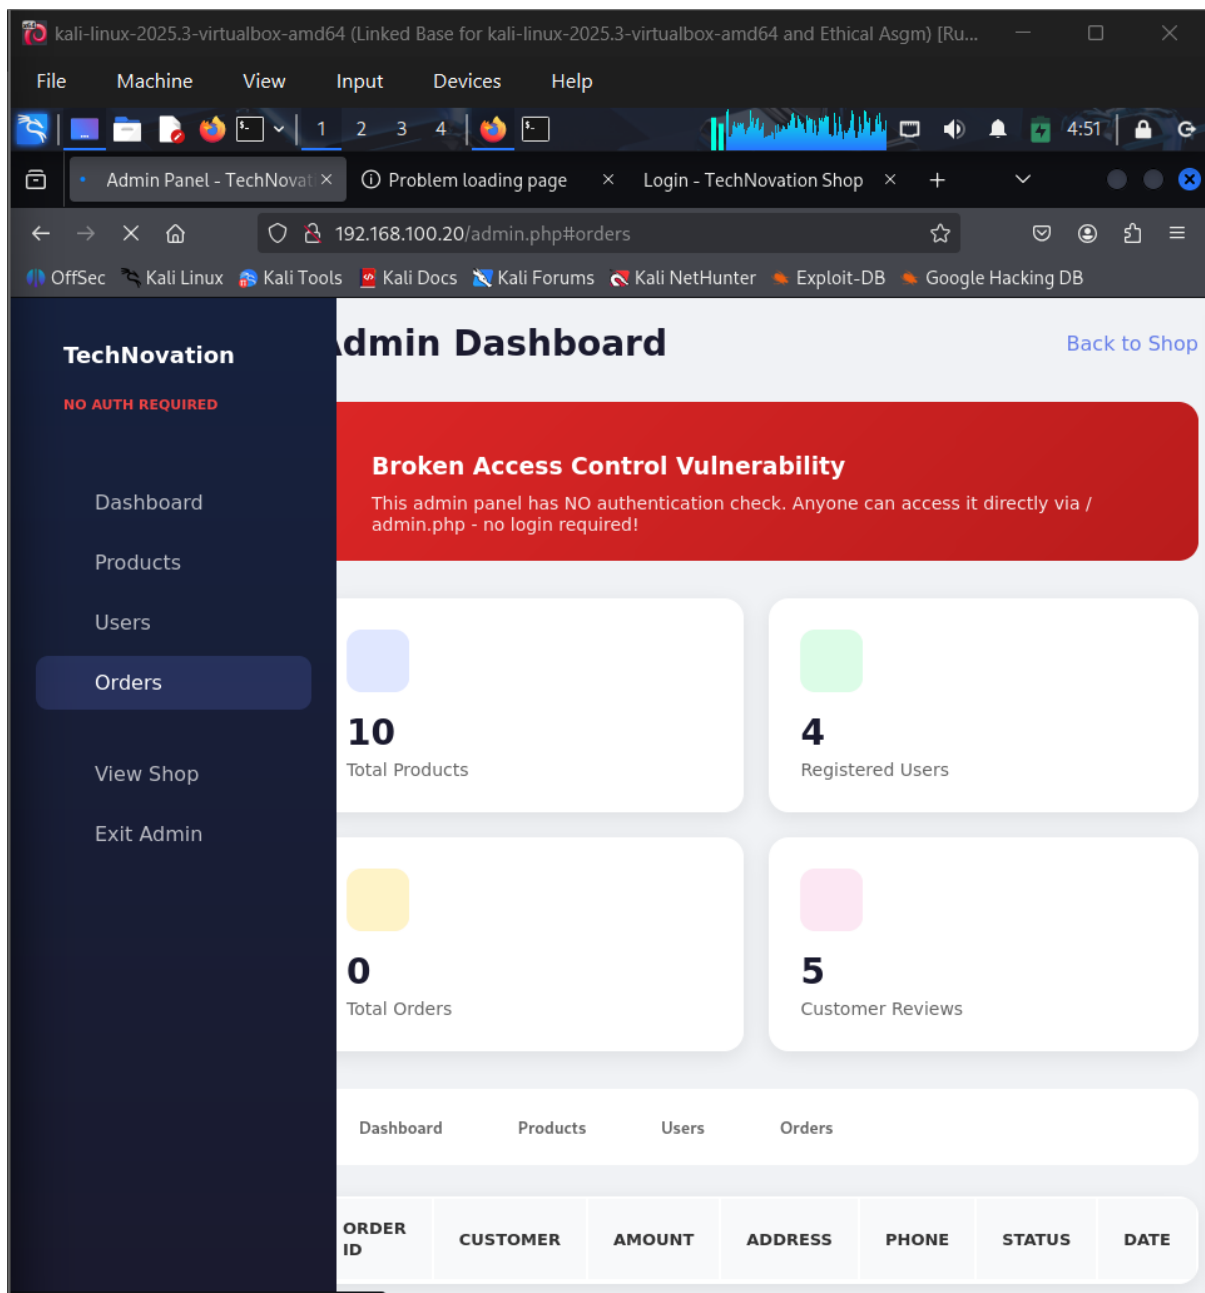 kali-linux-2025.3-virtualbox-amd64 (Linked Base for kali-linux-2025.3-virtualbox-amd64 and Ethical Asgm) [Ru...
File Machine View Input Devices Help
1 2 3 4 4:51
Admin Panel - TechNovati Problem loading page Login - TechNovation Shop
192.168.100.20/admin.php#orders
OffSec Kali Linux Kali Tools Kali Docs Kali Forums Kali NetHunter Exploit-DB Google Hacking DB
TechNovation
NO AUTH REQUIRED
Dashboard
Products
Users
Orders
View Shop
Exit Admin
Admin Dashboard
Back to Shop
Broken Access Control Vulnerability
This admin panel has NO authentication check. Anyone can access it directly via /
admin.php - no login required!
10
Total Products
4
Registered Users
0
Total Orders
5
Customer Reviews
Dashboard Products Users Orders
ORDER
ID
CUSTOMER AMOUNT ADDRESS PHONE STATUS DATE